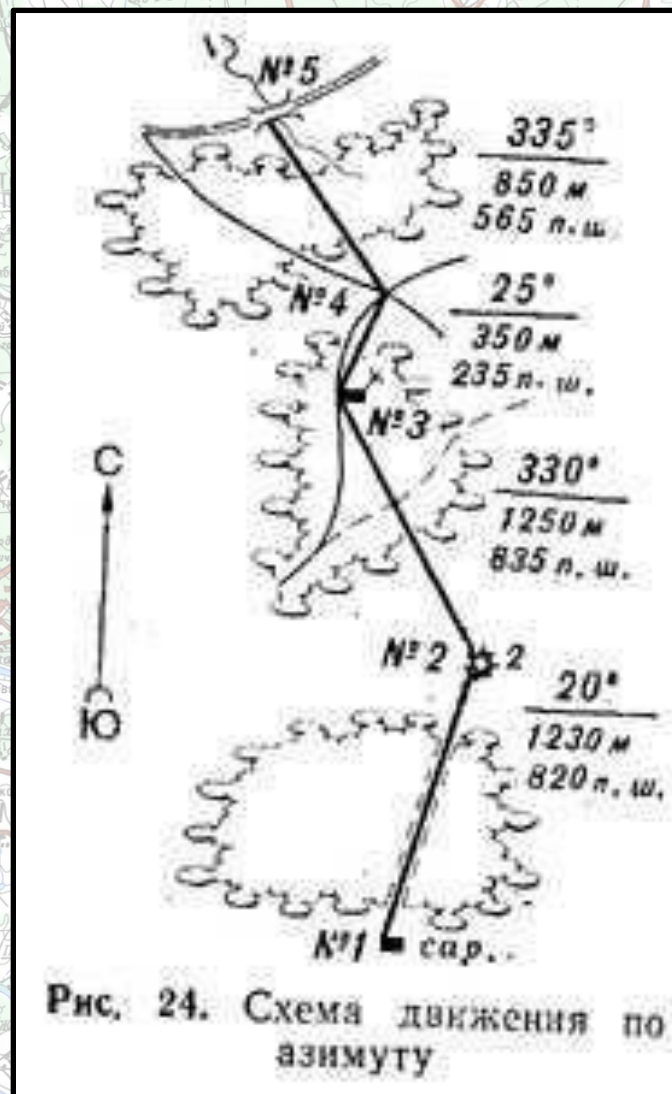 №5
335°
850 м
565 п.ш.
№4
25°
350 м
235 п. ш.
№3
С
330°
1250 м
835 п. ш.
№2
2
Ю
20°
1230 м
820 п. ш.
№1 сар..
Рис. 24. Схема движения по
азимуту